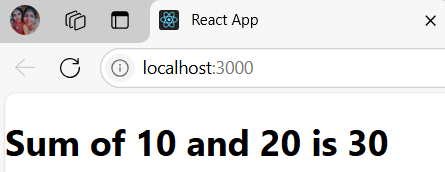 React App
localhost:3000
Sum of 10 and 20 is 30